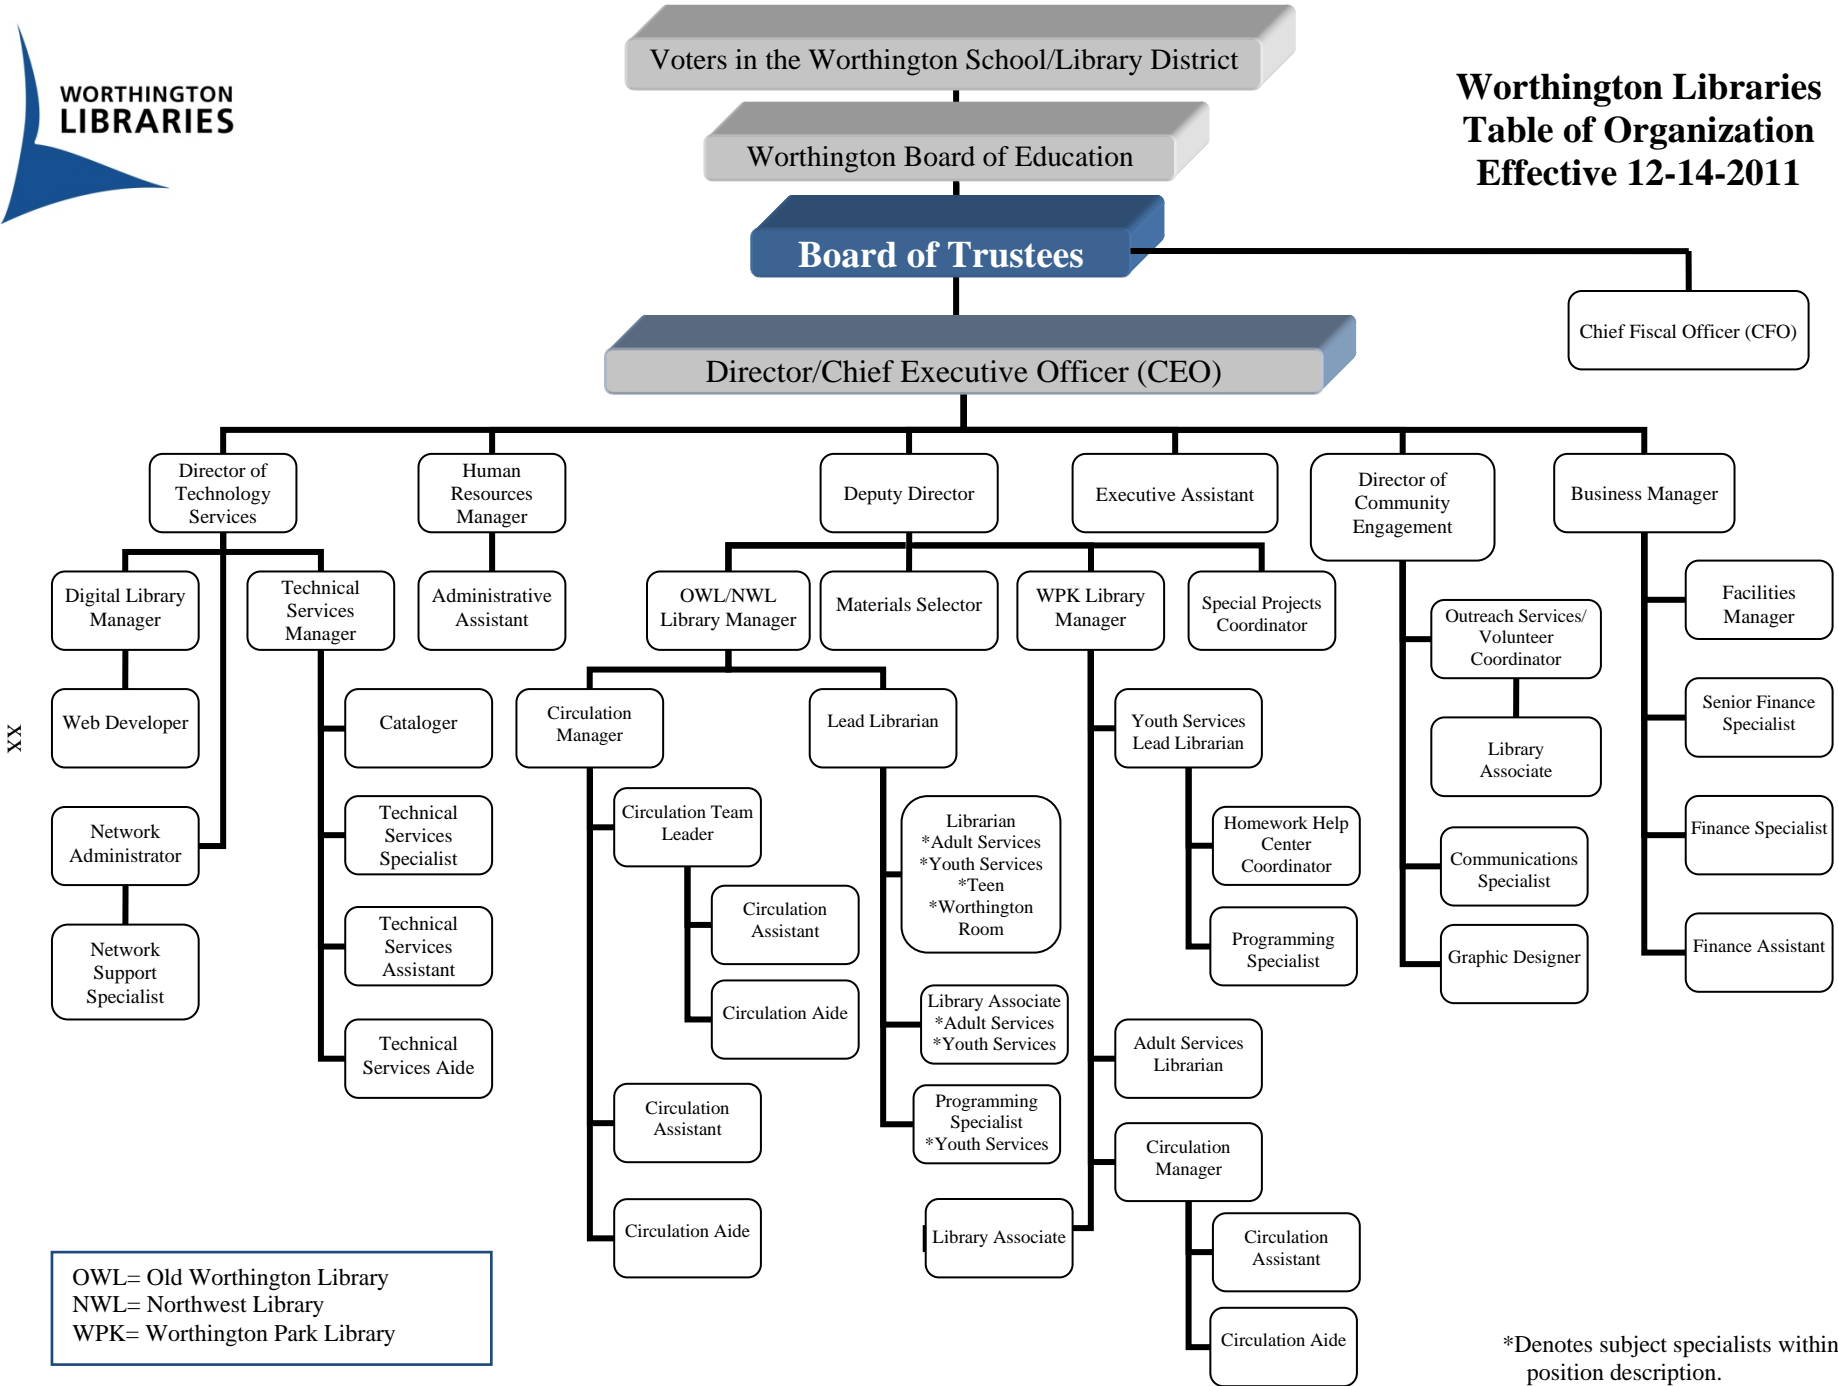 WORTHINGTON
LIBRARIES
Voters in the Worthington School/Library District
Worthington Board of Education
Board of Trustees
Director/Chief Executive Officer (CEO)
Worthington Libraries
Table of Organization
Effective 12-14-2011
Chief Fiscal Officer (CFO)
Director of
Technology
Services
Human
Resources
Manager
Deputy Director
Executive Assistant
Director of
Community
Engagement
Business Manager
Digital Library
Manager
Technical
Services
Manager
Administrative
Assistant
OWL/NWL
Library Manager
Materials Selector
WPK Library
Manager
Special Projects
Coordinator
Outreach Services/
Volunteer
Coordinator
Facilities
Manager
Web Developer
Cataloger
Circulation
Manager
Lead Librarian
Youth Services
Lead Librarian
Library
Associate
Senior Finance
Specialist
Network
Administrator
Technical
Services
Specialist
Circulation Team
Leader
Librarian
*Adult Services
*Youth Services
*Teen
*Worthington
Room
Homework Help
Center
Coordinator
Communications
Specialist
Finance Specialist
Network
Support
Specialist
Technical
Services
Assistant
Circulation
Assistant
Programming
Specialist
Graphic Designer
Finance Assistant
Technical
Services Aide
Circulation Aide
Library Associate
*Adult Services
*Youth Services
Adult Services
Librarian
Circulation
Assistant
Programming
Specialist
*Youth Services
Circulation
Manager
Circulation Aide
Library Associate
Circulation
Assistant
Circulation Aide
xx
OWL= Old Worthington Library
NWL= Northwest Library
WPK= Worthington Park Library
*Denotes subject specialists within
position description.